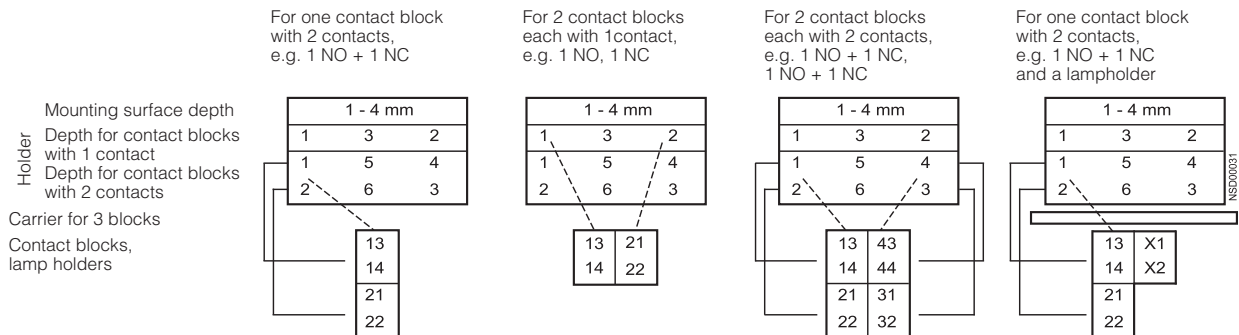 For one contact block
with 2 contacts,
e.g. 1 NO + 1 NC
For 2 contact blocks
each with 1contact,
e.g. 1 NO, 1 NC
For 2 contact blocks
each with 2 contacts,
e.g. 1 NO + 1 NC,
1 NO + 1 NC
For one contact block
with 2 contacts,
e.g. 1 NO + 1 NC
and a lampholder
Holder
Mounting surface depth
Depth for contact blocks
with 1 contact
Depth for contact blocks
with 2 contacts
Carrier for 3 blocks
Contact blocks,
lamp holders
1 - 4 mm
1 3 2
1 5 4
2 6 3
13
14
21
22
1 - 4 mm
1 3 2
1 5 4
2 6 3
13 21
14 22
1 - 4 mm
1 3 2
1 5 4
2 6 3
13 43
14 44
21 31
22 32
1 - 4 mm
1 3 2
1 5 4
2 6 3
13 X1
14 X2
21
22
NSD00031